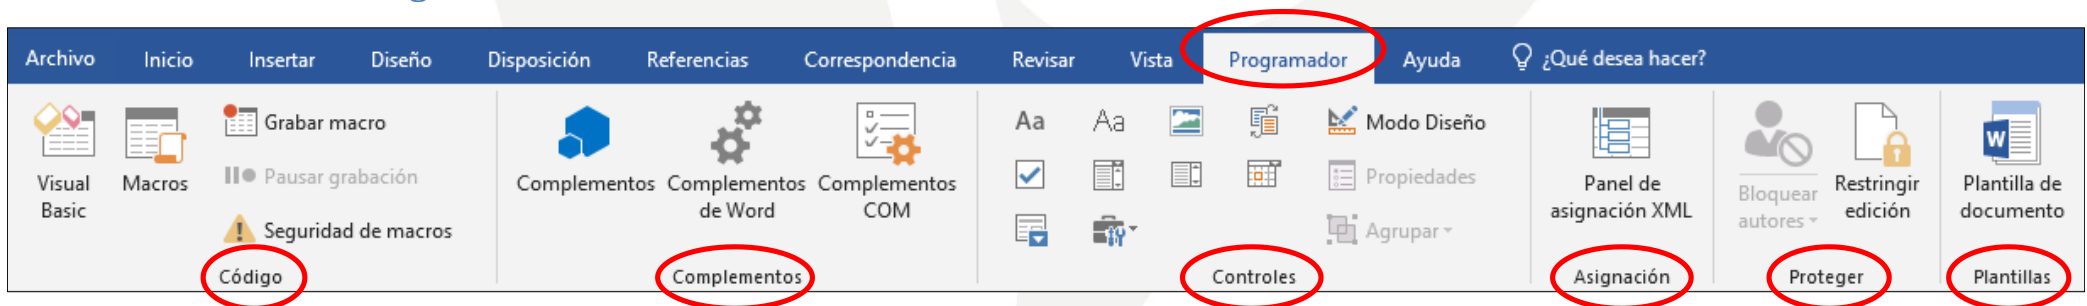 Archivo Inicio Insertar Diseño Disposición Referencias Correspondencia Revisar Vista Programador Ayuda ¿Qué desea hacer?
Visual
Basic
Macros
Grabar macro
Pausar grabación
Seguridad de macros
Código
Complementos
Complementos
de Word
Complementos
COM
Complementos
Aa Aa
Modo Diseño
Propiedades
Agrupar
Controles
Panel de
asignación XML
Asignación
Bloquear
autores
Restringir
edición
Proteger
W
Plantilla de
documento
Plantillas